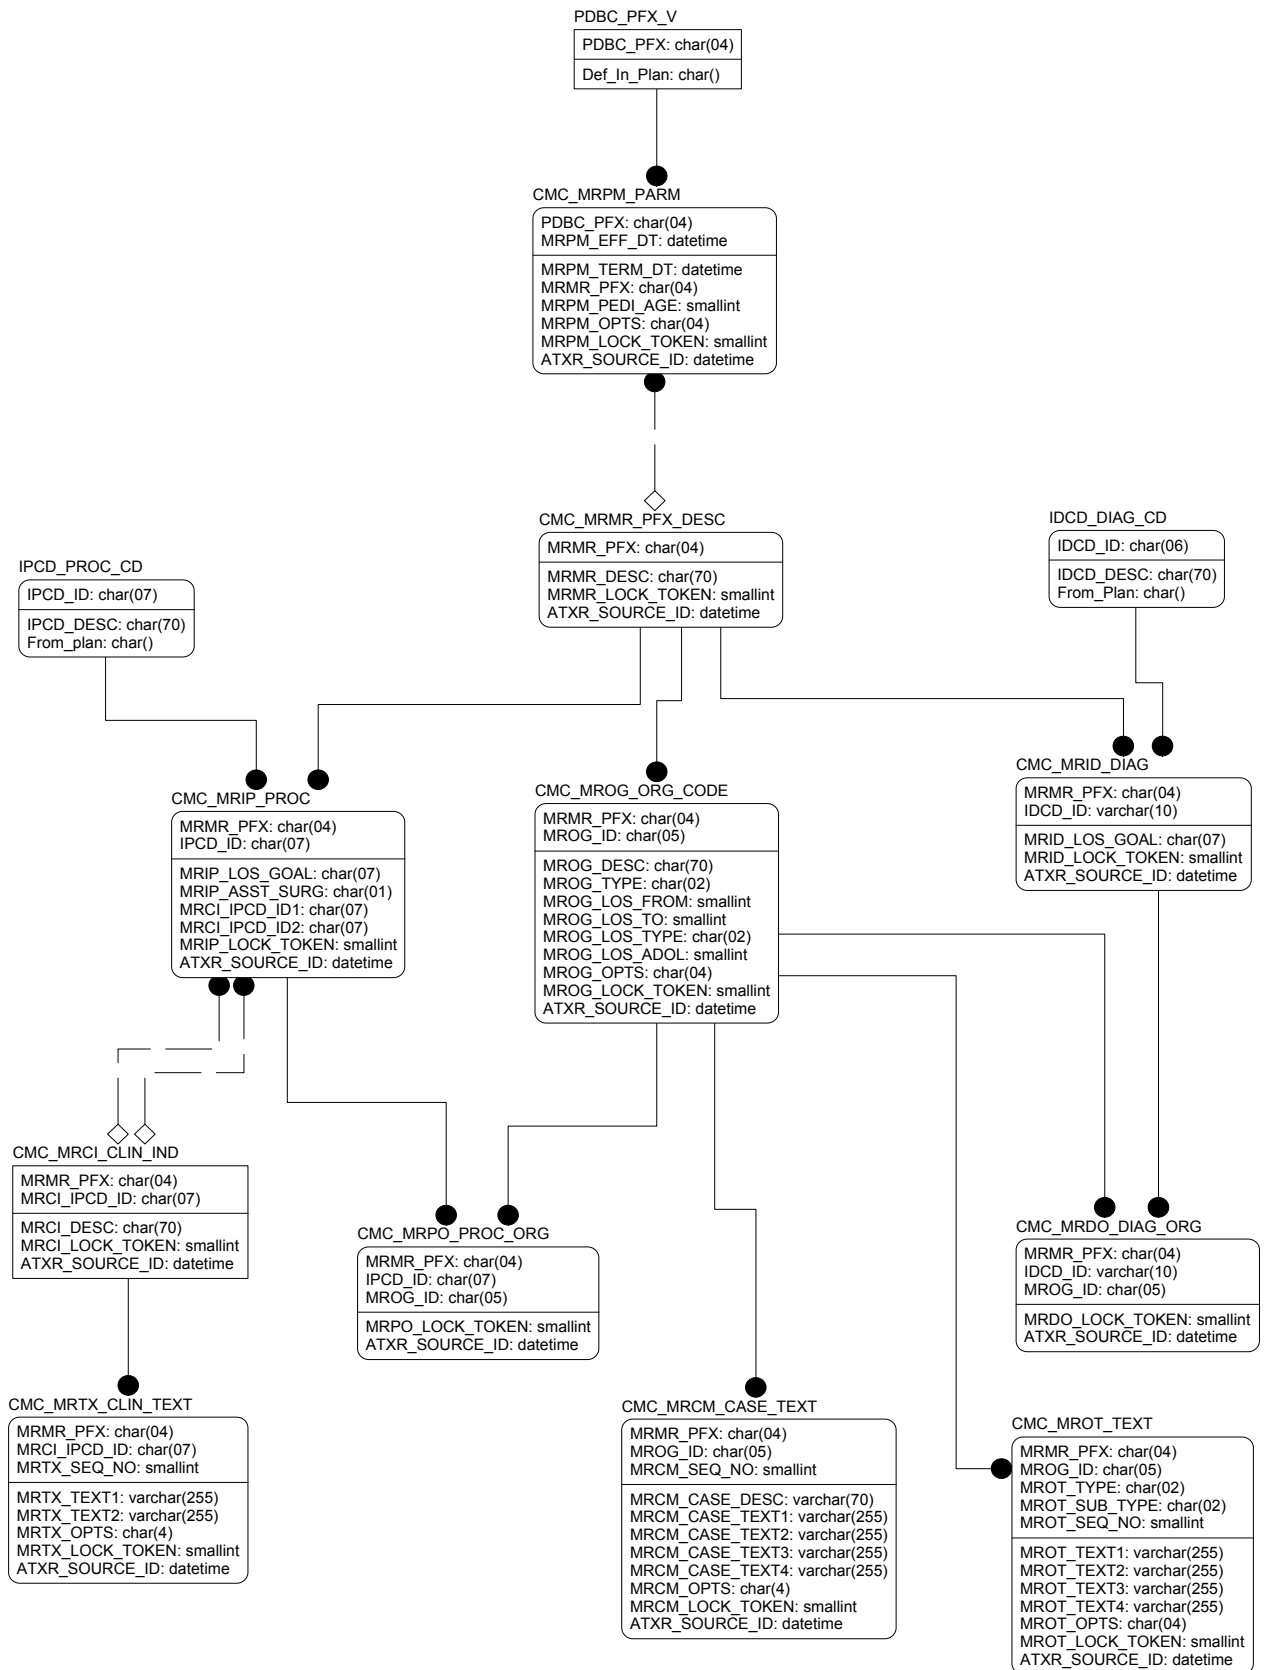 PDBC_PFX_V
PDBC_PFX: char(04)
Def_In_Plan: char()
CMC_MRPM_PARM
PDBC_PFX: char(04)
MRPM_EFF_DT: datetime
MRPM_TERM_DT: datetime
MRMR_PFX: char(04)
MRPM_PEDI_AGE: smallint
MRPM_OPTS: char(04)
MRPM_LOCK_TOKEN: smallint
ATXR_SOURCE_ID: datetime
CMC_MRMR_PFX_DESC
MRMR_PFX: char(04)
MRMR_DESC: char(70)
MRMR_LOCK_TOKEN: smallint
ATXR_SOURCE_ID: datetime
IDCD_DIAG_CD
IDCD_ID: char(06)
IDCD_DESC: char(70)
From_Plan: char()
IPCD_PROC_CD
IPCD_ID: char(07)
IPCD_DESC: char(70)
From_plan: char()
CMC_MRIP_PROC
MRMR_PFX: char(04)
IPCD_ID: char(07)
MRIP_LOS_GOAL: char(07)
MRIP_ASST_SURG: char(01)
MRCI_IPCD_ID1: char(07)
MRCI_IPCD_ID2: char(07)
MRIP_LOCK_TOKEN: smallint
ATXR_SOURCE_ID: datetime
CMC_MROG_ORG_CODE
MRMR_PFX: char(04)
MROG_ID: char(05)
MROG_DESC: char(70)
MROG_TYPE: char(02)
MROG_LOS_FROM: smallint
MROG_LOS_TO: smallint
MROG_LOS_TYPE: char(02)
MROG_LOS_ADOL: smallint
MROG_OPTS: char(04)
MROG_LOCK_TOKEN: smallint
ATXR_SOURCE_ID: datetime
CMC_MRID_DIAG
MRMR_PFX: char(04)
IDCD_ID: varchar(10)
MRID_LOS_GOAL: char(07)
MRID_LOCK_TOKEN: smallint
ATXR_SOURCE_ID: datetime
CMC_MRCI_CLIN_IND
MRMR_PFX: char(04)
MRCI_IPCD_ID: char(07)
MRCI_DESC: char(70)
MRCI_LOCK_TOKEN: smallint
ATXR_SOURCE_ID: datetime
CMC_MRPO_PROC_ORG
MRMR_PFX: char(04)
IPCD_ID: char(07)
MROG_ID: char(05)
MRPO_LOCK_TOKEN: smallint
ATXR_SOURCE_ID: datetime
CMC_MRDO_DIAG_ORG
MRMR_PFX: char(04)
IDCD_ID: varchar(10)
MROG_ID: char(05)
MRDO_LOCK_TOKEN: smallint
ATXR_SOURCE_ID: datetime
CMC_MRTX_CLIN_TEXT
MRMR_PFX: char(04)
MRCI_IPCD_ID: char(07)
MRTX_SEQ_NO: smallint
MRTX_TEXT1: varchar(255)
MRTX_TEXT2: varchar(255)
MRTX_OPTS: char(4)
MRTX_LOCK_TOKEN: smallint
ATXR_SOURCE_ID: datetime
CMC_MRCM_CASE_TEXT
MRMR_PFX: char(04)
MROG_ID: char(05)
MRCM_SEQ_NO: smallint
MRCM_CASE_DESC: varchar(70)
MRCM_CASE_TEXT1: varchar(255)
MRCM_CASE_TEXT2: varchar(255)
MRCM_CASE_TEXT3: varchar(255)
MRCM_CASE_TEXT4: varchar(255)
MRCM_OPTS: char(4)
MRCM_LOCK_TOKEN: smallint
ATXR_SOURCE_ID: datetime
CMC_MROT_TEXT
MRMR_PFX: char(04)
MROG_ID: char(05)
MROT_TYPE: char(02)
MROT_SUB_TYPE: char(02)
MROT_SEQ_NO: smallint
MROT_TEXT1: varchar(255)
MROT_TEXT2: varchar(255)
MROT_TEXT3: varchar(255)
MROT_TEXT4: varchar(255)
MROT_OPTS: char(04)
MROT_LOCK_TOKEN: smallint
ATXR_SOURCE_ID: datetime